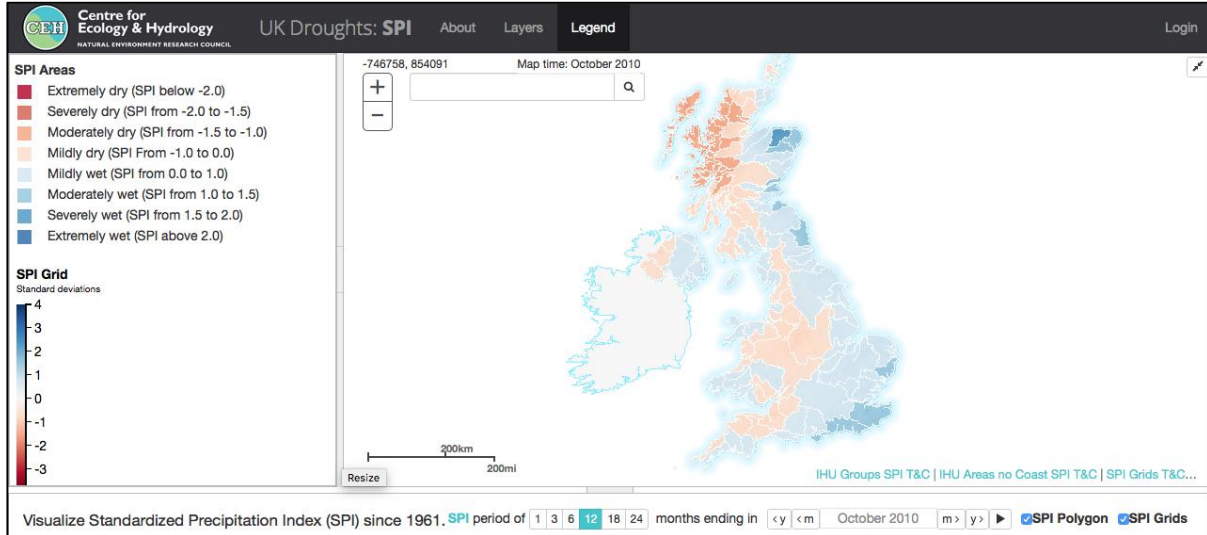 CEH
Centre for
Ecology & Hydrology
NATURAL ENVIRONMENT RESEARCH COUNCIL
UK Droughts: SPI
About
Layers
Legend
Login
SPI Areas
Extremely dry (SPI below -2.0)
Severely dry (SPI from -2.0 to -1.5)
Moderately dry (SPI from -1.5 to -1.0)
Mildly dry (SPI From -1.0 to 0.0)
Mildly wet (SPI from 0.0 to 1.0)
Moderately wet (SPI from 1.0 to 1.5)
Severely wet (SPI from 1.5 to 2.0)
Extremely wet (SPI above 2.0)
SPI Grid
Standard deviations
4
3
2
1
0
-1
-2
-3
-746758, 854091
Map time: October 2010
+
−
200km
200mi
Resize
IHU Groups SPI T&C | IHU Areas no Coast SPI T&C | SPI Grids T&C...
Visualize Standardized Precipitation Index (SPI) since 1961. SPI period of 1 3 6 12 18 24 months ending in <y <m October 2010 m> y> SPI Polygon SPI Grids